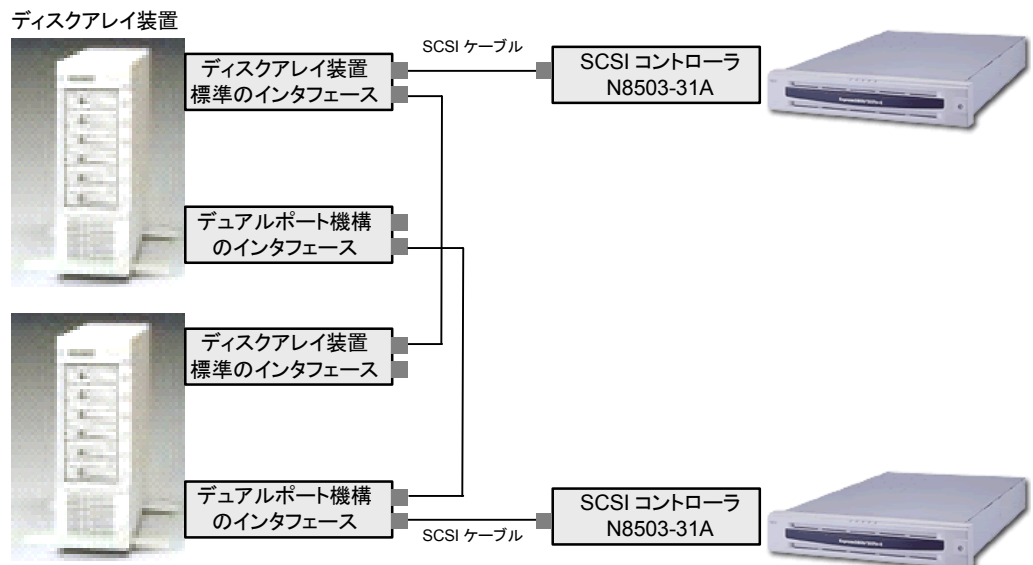 ディスクアレイ装置
ディスクアレイ装置
標準のインタフェース
SCSI ケーブル
SCSI コントローラ
N8503-31A
デュアルポート機構
のインタフェース
ディスクアレイ装置
標準のインタフェース
デュアルポート機構
のインタフェース
SCSI ケーブル
SCSI コントローラ
N8503-31A